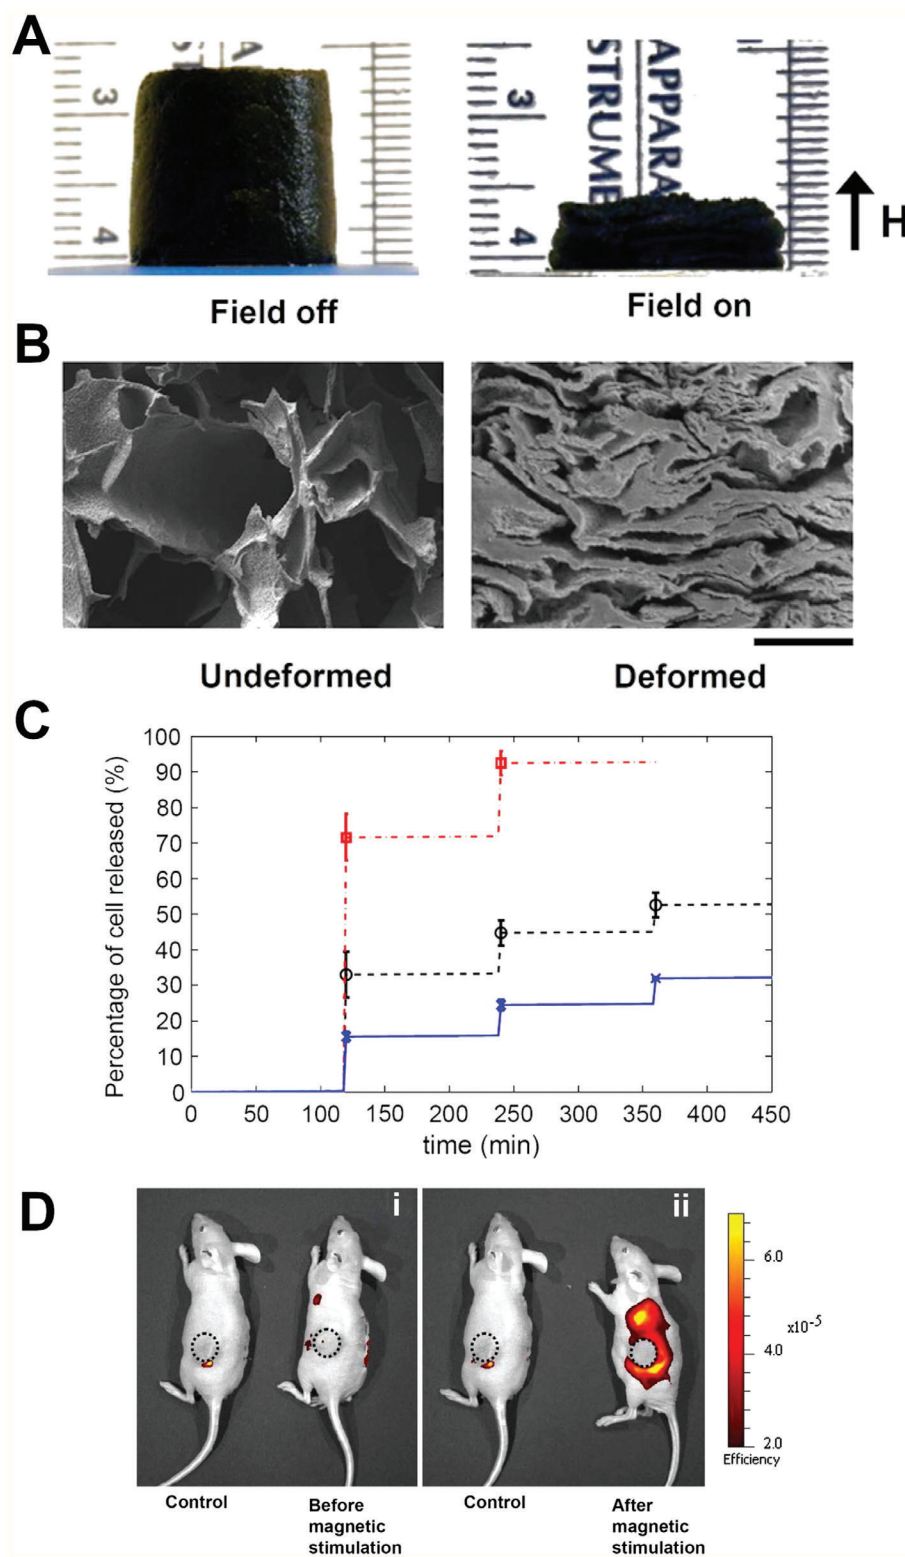 A
3
4
ST
A
3
4
STRUME
APPARA
H
Field off
Field on
B
Undeformed
Deformed
C
Percentage of cell released (%)
100
90
80
70
60
50
40
30
20
10
0
0 50 100 150 200 250 300 350 400 450
time (min)
D
i
ii
6.0
x10-5
4.0
2.0
Efficiency
Control
Before
magnetic
stimulation
Control
After
magnetic
stimulation